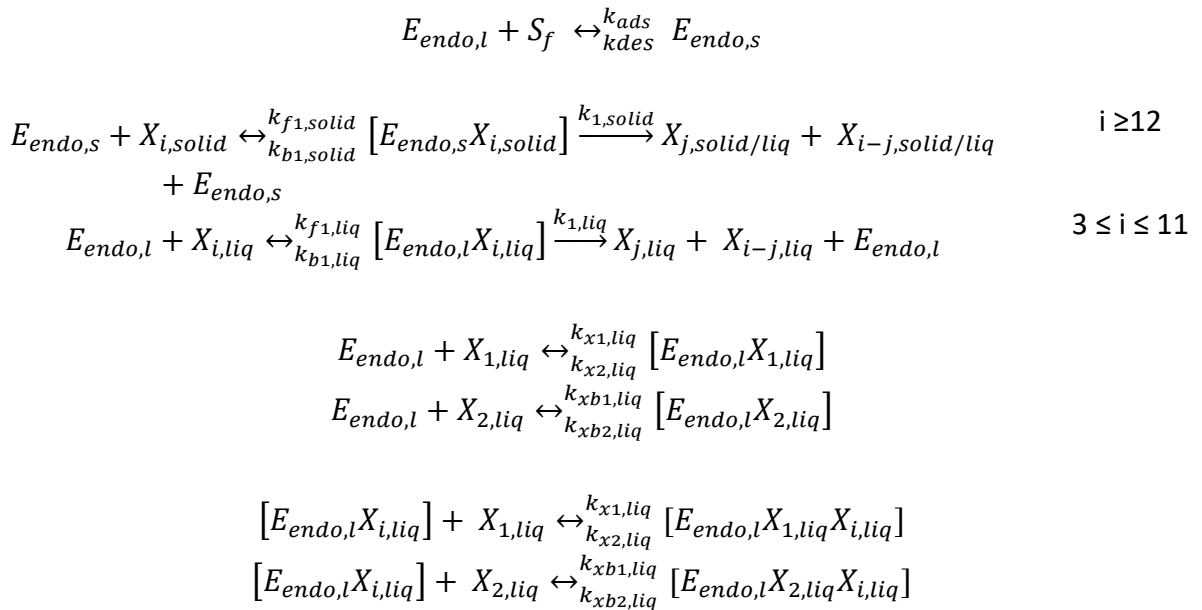 E_{endo,l} + S_f ↔^{k_{ads}}_{kdes} E_{endo,s}
E_{endo,s} + X_{i,solid} ↔^{k_{f1,solid}}_{k_{b1,solid}} [E_{endo,s}X_{i,solid}] \xrightarrow{k_{1,solid}} X_{j,solid/liq} + X_{i−j,solid/liq} i ≥12
+ E_{endo,s}
E_{endo,l} + X_{i,liq} ↔^{k_{f1,liq}}_{k_{b1,liq}} [E_{endo,l}X_{i,liq}] \xrightarrow{k_{1,liq}} X_{j,liq} + X_{i−j,liq} + E_{endo,l} 3 ≤ i ≤ 11
E_{endo,l} + X_{1,liq} ↔^{k_{x1,liq}}_{k_{x2,liq}} [E_{endo,l}X_{1,liq}]
E_{endo,l} + X_{2,liq} ↔^{k_{xb1,liq}}_{k_{xb2,liq}} [E_{endo,l}X_{2,liq}]
[E_{endo,l}X_{i,liq}] + X_{1,liq} ↔^{k_{x1,liq}}_{k_{x2,liq}} [E_{endo,l}X_{1,liq}X_{i,liq}]
[E_{endo,l}X_{i,liq}] + X_{2,liq} ↔^{k_{xb1,liq}}_{k_{xb2,liq}} [E_{endo,l}X_{2,liq}X_{i,liq}]